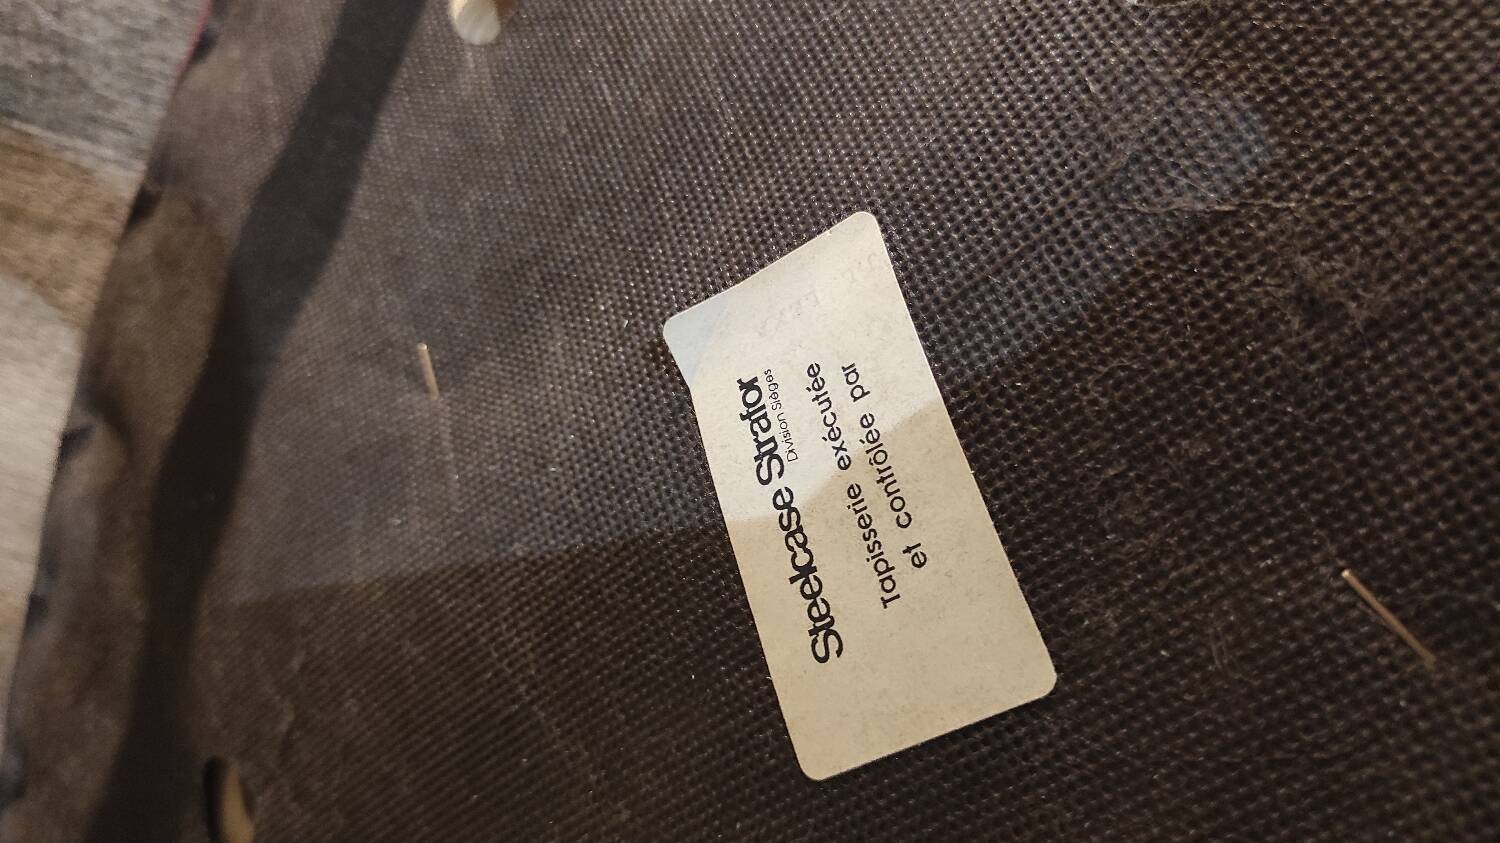 Steelcase Strafor
Division Sièges
Tapisserie exécutée
et contrôlée par